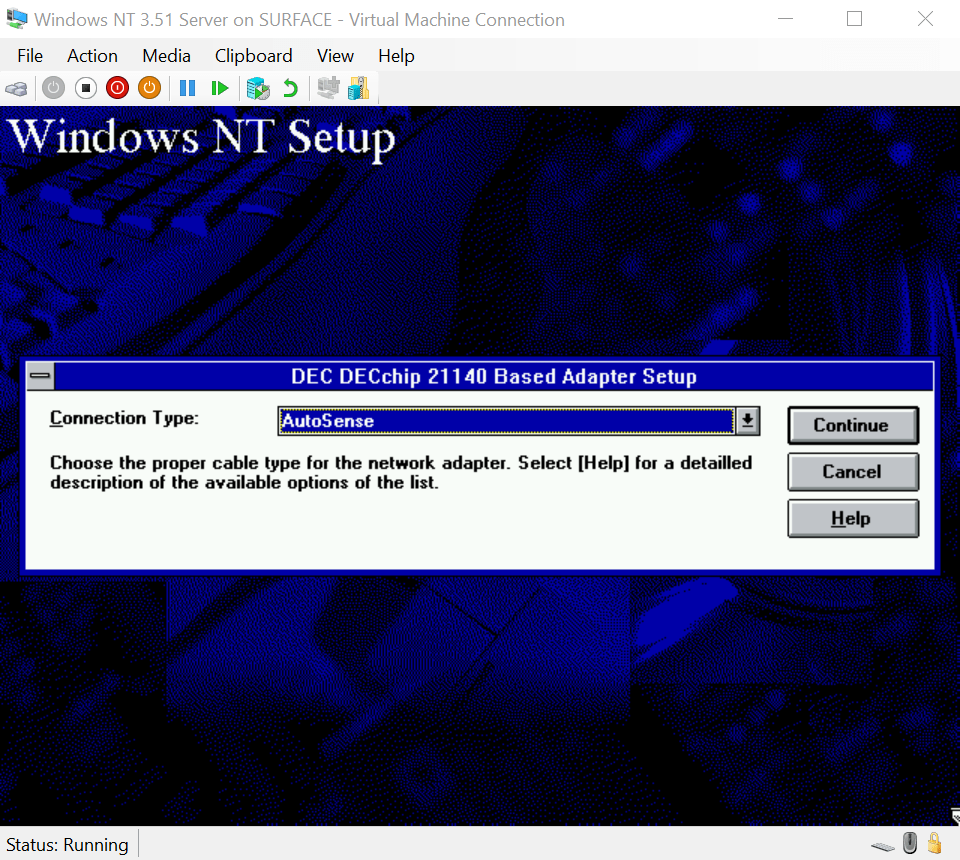 Windows NT 3.51 Server on SURFACE - Virtual Machine Connection
File Action Media Clipboard View Help
Windows NT Setup
DEC DECchip 21140 Based Adapter Setup
Connection Type: AutoSense
Continue
Choose the proper cable type for the network adapter. Select [Help] for a detailled
description of the available options of the list.
Cancel
Help
Status: Running